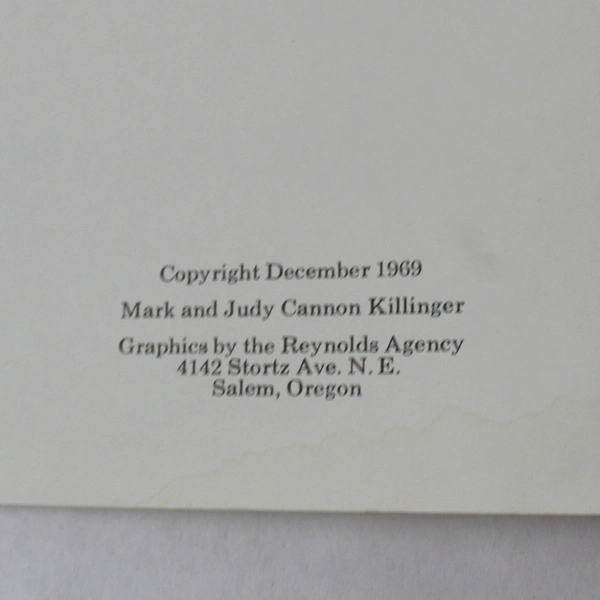 Copyright December 1969
Mark and Judy Cannon Killinger
Graphics by the Reynolds Agency
4142 Stortz Ave. N. E.
Salem, Oregon